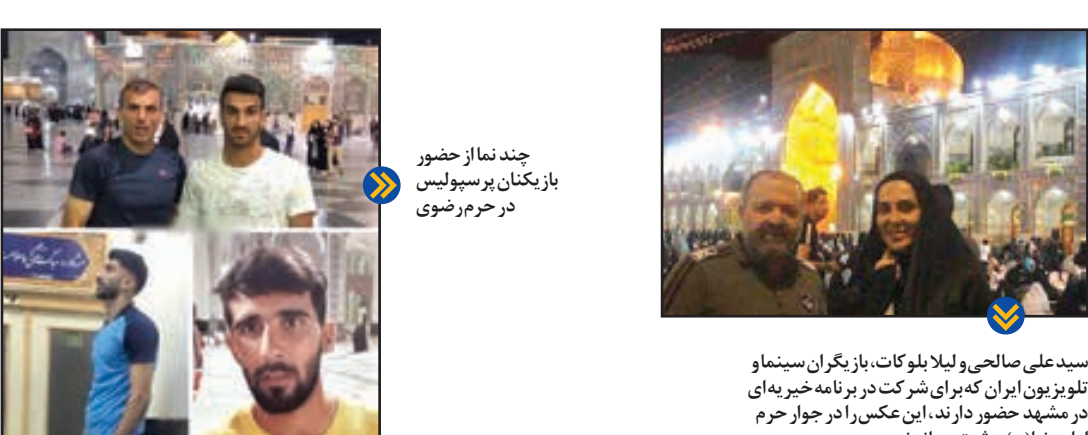 سیدعلی صالحی و لیلا بلوکات، بازیگران سینما و
تلویزیون ایران که برای شرکت در برنامه خیریه‌ای
در مشهد حضور دارند، این عکس را در جوار حرم
چند نما از حضور
بازیکنان پرسپولیس
در حرم رضوی